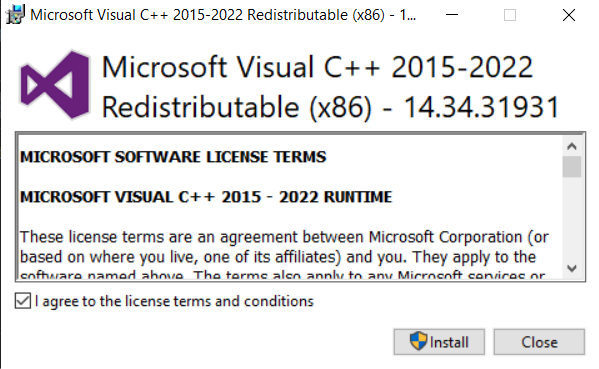 Microsoft Visual C++ 2015-2022 Redistributable (x86) - 1...
Microsoft Visual C++ 2015-2022
Redistributable (x86) - 14.34.31931
MICROSOFT SOFTWARE LICENSE TERMS
MICROSOFT VISUAL C++ 2015 - 2022 RUNTIME
These license terms are an agreement between Microsoft Corporation (or
based on where you live, one of its affiliates) and you. They apply to the
software named above. The terms also apply to any Microsoft services or
I agree to the license terms and conditions
Install
Close